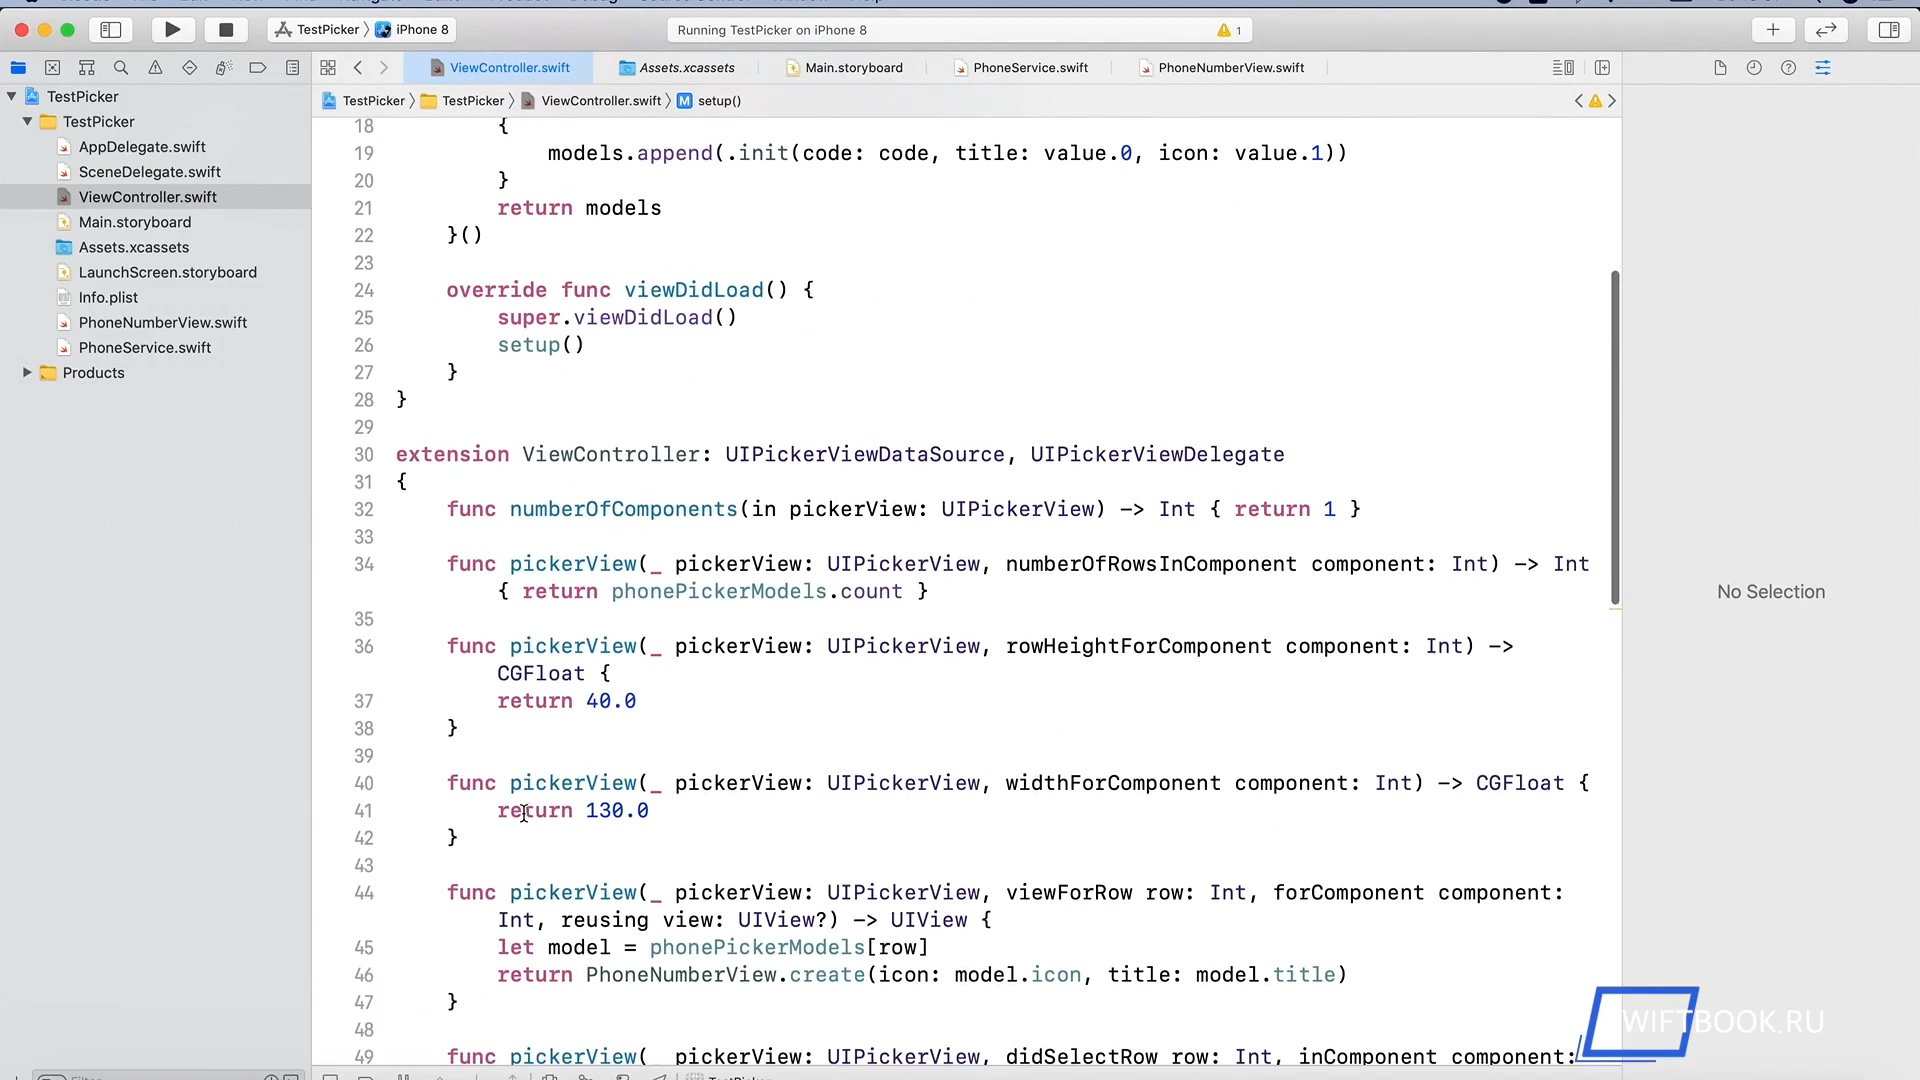 TestPicker 〉 iPhone 8
Running TestPicker on iPhone 8
1
ViewController.swift
Assets.xcassets
Main.storyboard
PhoneService.swift
PhoneNumberView.swift
TestPicker 〉 TestPicker 〉 ViewController.swift 〉 M setup()
TestPicker
TestPicker
AppDelegate.swift
SceneDelegate.swift
ViewController.swift
Main.storyboard
Assets.xcassets
LaunchScreen.storyboard
Info.plist
PhoneNumberView.swift
PhoneService.swift
Products
18 {
19 models.append(.init(code: code, title: value.0, icon: value.1))
20 }
21 return models
22 }()
23
24 override func viewDidLoad() {
25 super.viewDidLoad()
26 setup()
27 }
28 }
29
30 extension ViewController: UIPickerViewDataSource, UIPickerViewDelegate
31 {
32 func numberOfComponents(in pickerView: UIPickerView) -> Int { return 1 }
33
34 func pickerView(_ pickerView: UIPickerView, numberOfRowsInComponent component: Int) -> Int
{ return phonePickerModels.count }
35
36 func pickerView(_ pickerView: UIPickerView, rowHeightForComponent component: Int) ->
CGFloat {
37 return 40.0
38 }
39
40 func pickerView(_ pickerView: UIPickerView, widthForComponent component: Int) -> CGFloat {
41 return 130.0
42 }
43
44 func pickerView(_ pickerView: UIPickerView, viewForRow row: Int, forComponent component:
Int, reusing view: UIView?) -> UIView {
45 let model = phonePickerModels[row]
46 return PhoneNumberView.create(icon: model.icon, title: model.title)
47 }
48
49 func pickerView(_ pickerView: UIPickerView, didSelectRow row: Int, inComponent component:
No Selection
WIFTBOOK.RU